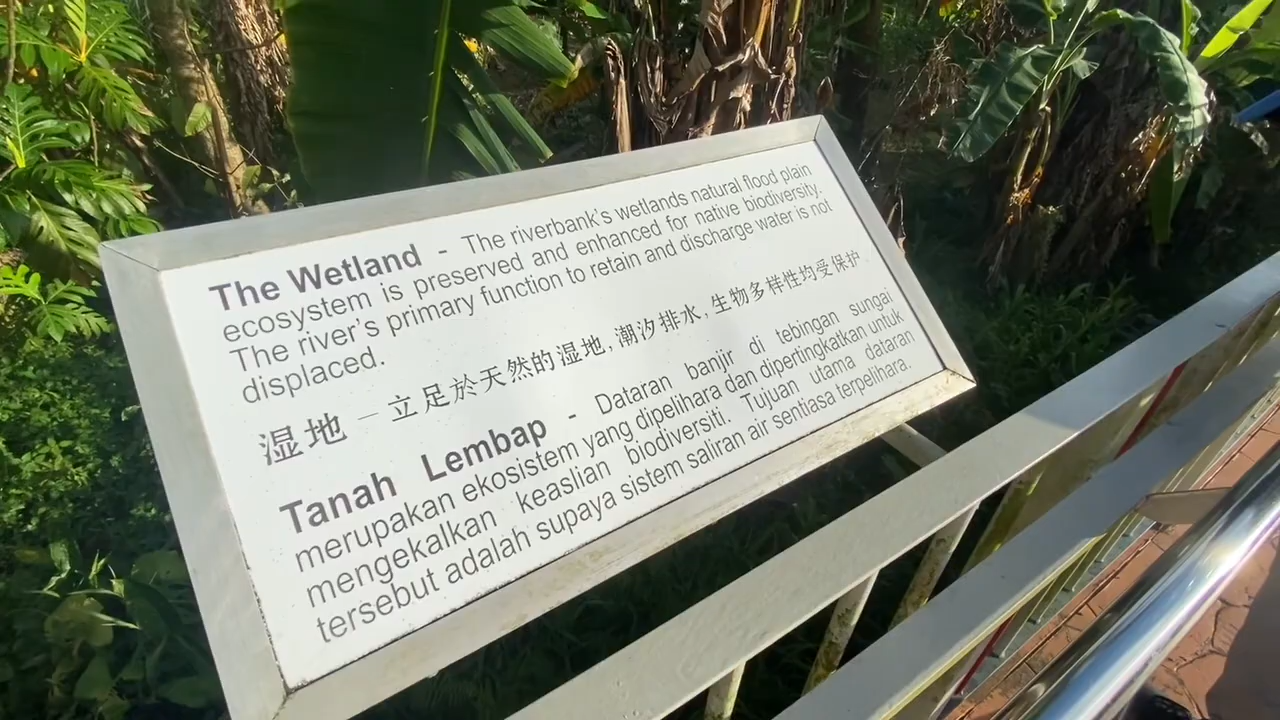 The Wetland - The riverbank's wetlands natural flood plain
ecosystem is preserved and enhanced for native biodiversity.
The river's primary function to retain and discharge water is not
displaced.
湿地 – 立足於天然的湿地,潮汐排水,生物多样性均受保护.
Tanah Lembap - Dataran banjir di tebingan sungai
merupakan ekosistem yang dipelihara dan dipertingkatkan untuk
mengekalkan keaslian biodiversiti. Tujuan utama dataran
tersebut adalah supaya sistem saliran air sentiasa terpelihara.